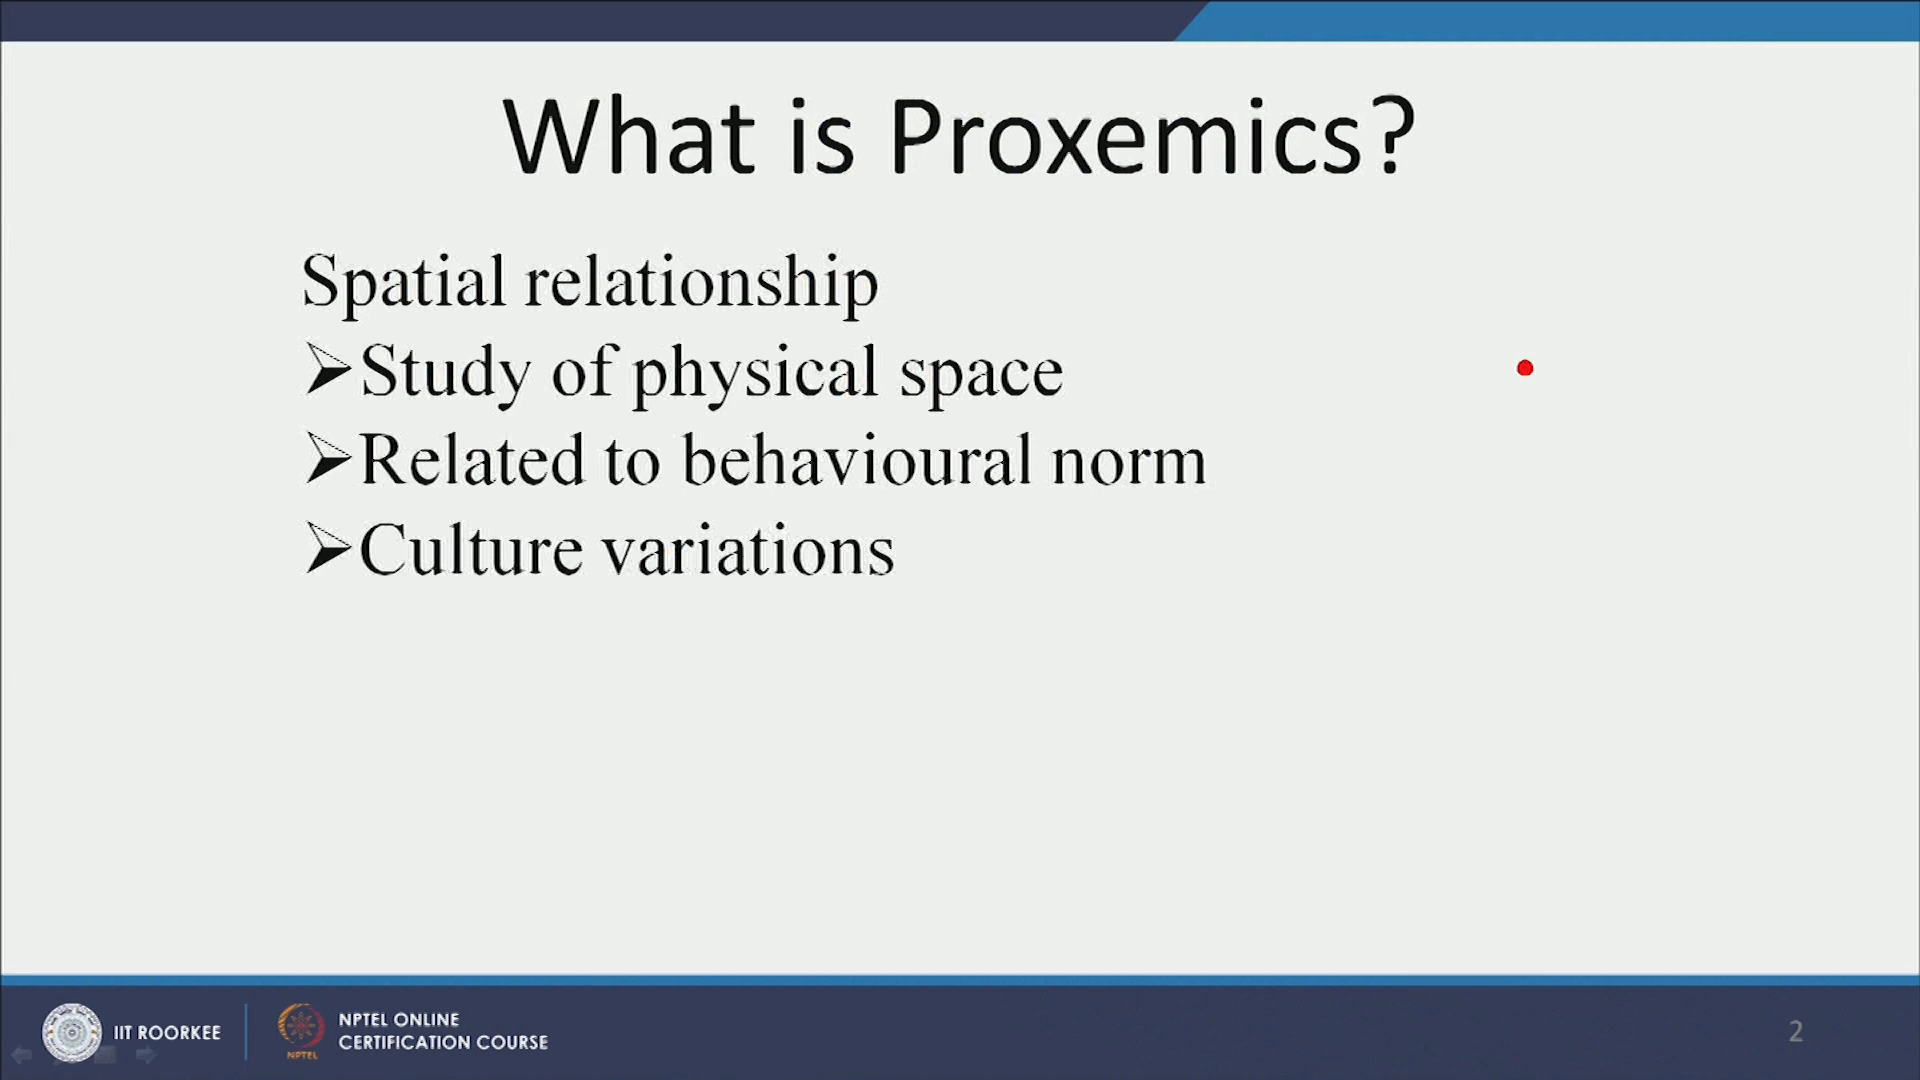 What is Proxemics?
Spatial relationship
➢Study of physical space
➢Related to behavioural norm
➢Culture variations
IIT ROORKEE
NPTEL
NPTEL ONLINE
CERTIFICATION COURSE
2